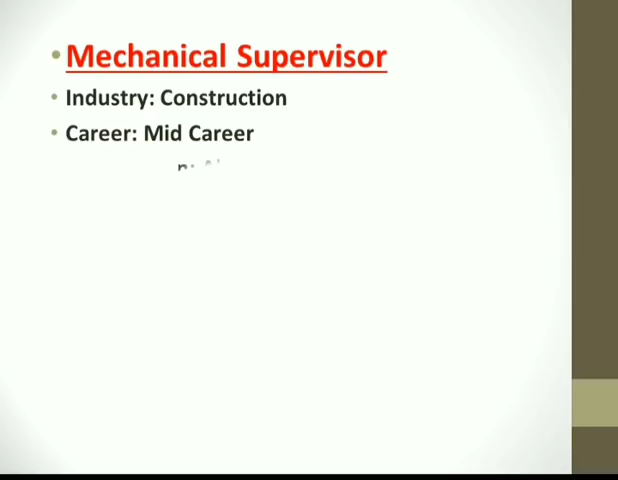 Mechanical Supervisor
Industry: Construction
Career: Mid Career